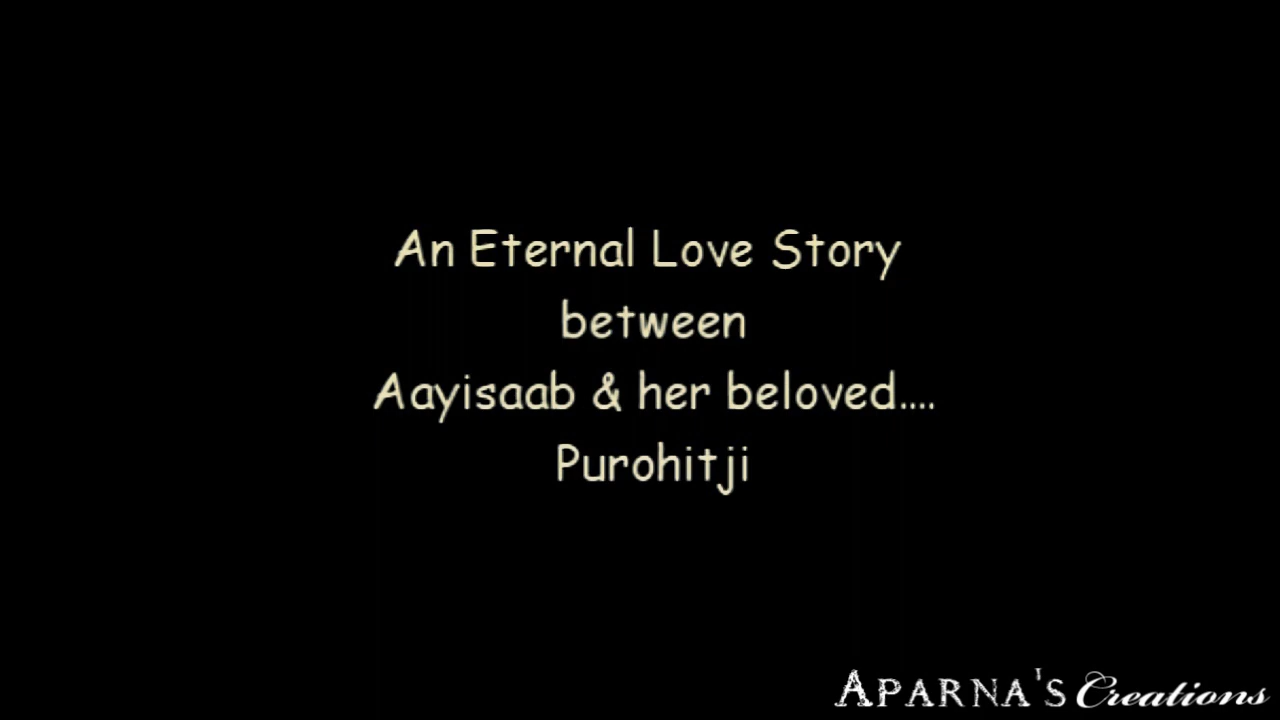 An Eternal Love Story
between
Aayisaab & her beloved....
Purohitji
APARNA'S Creations